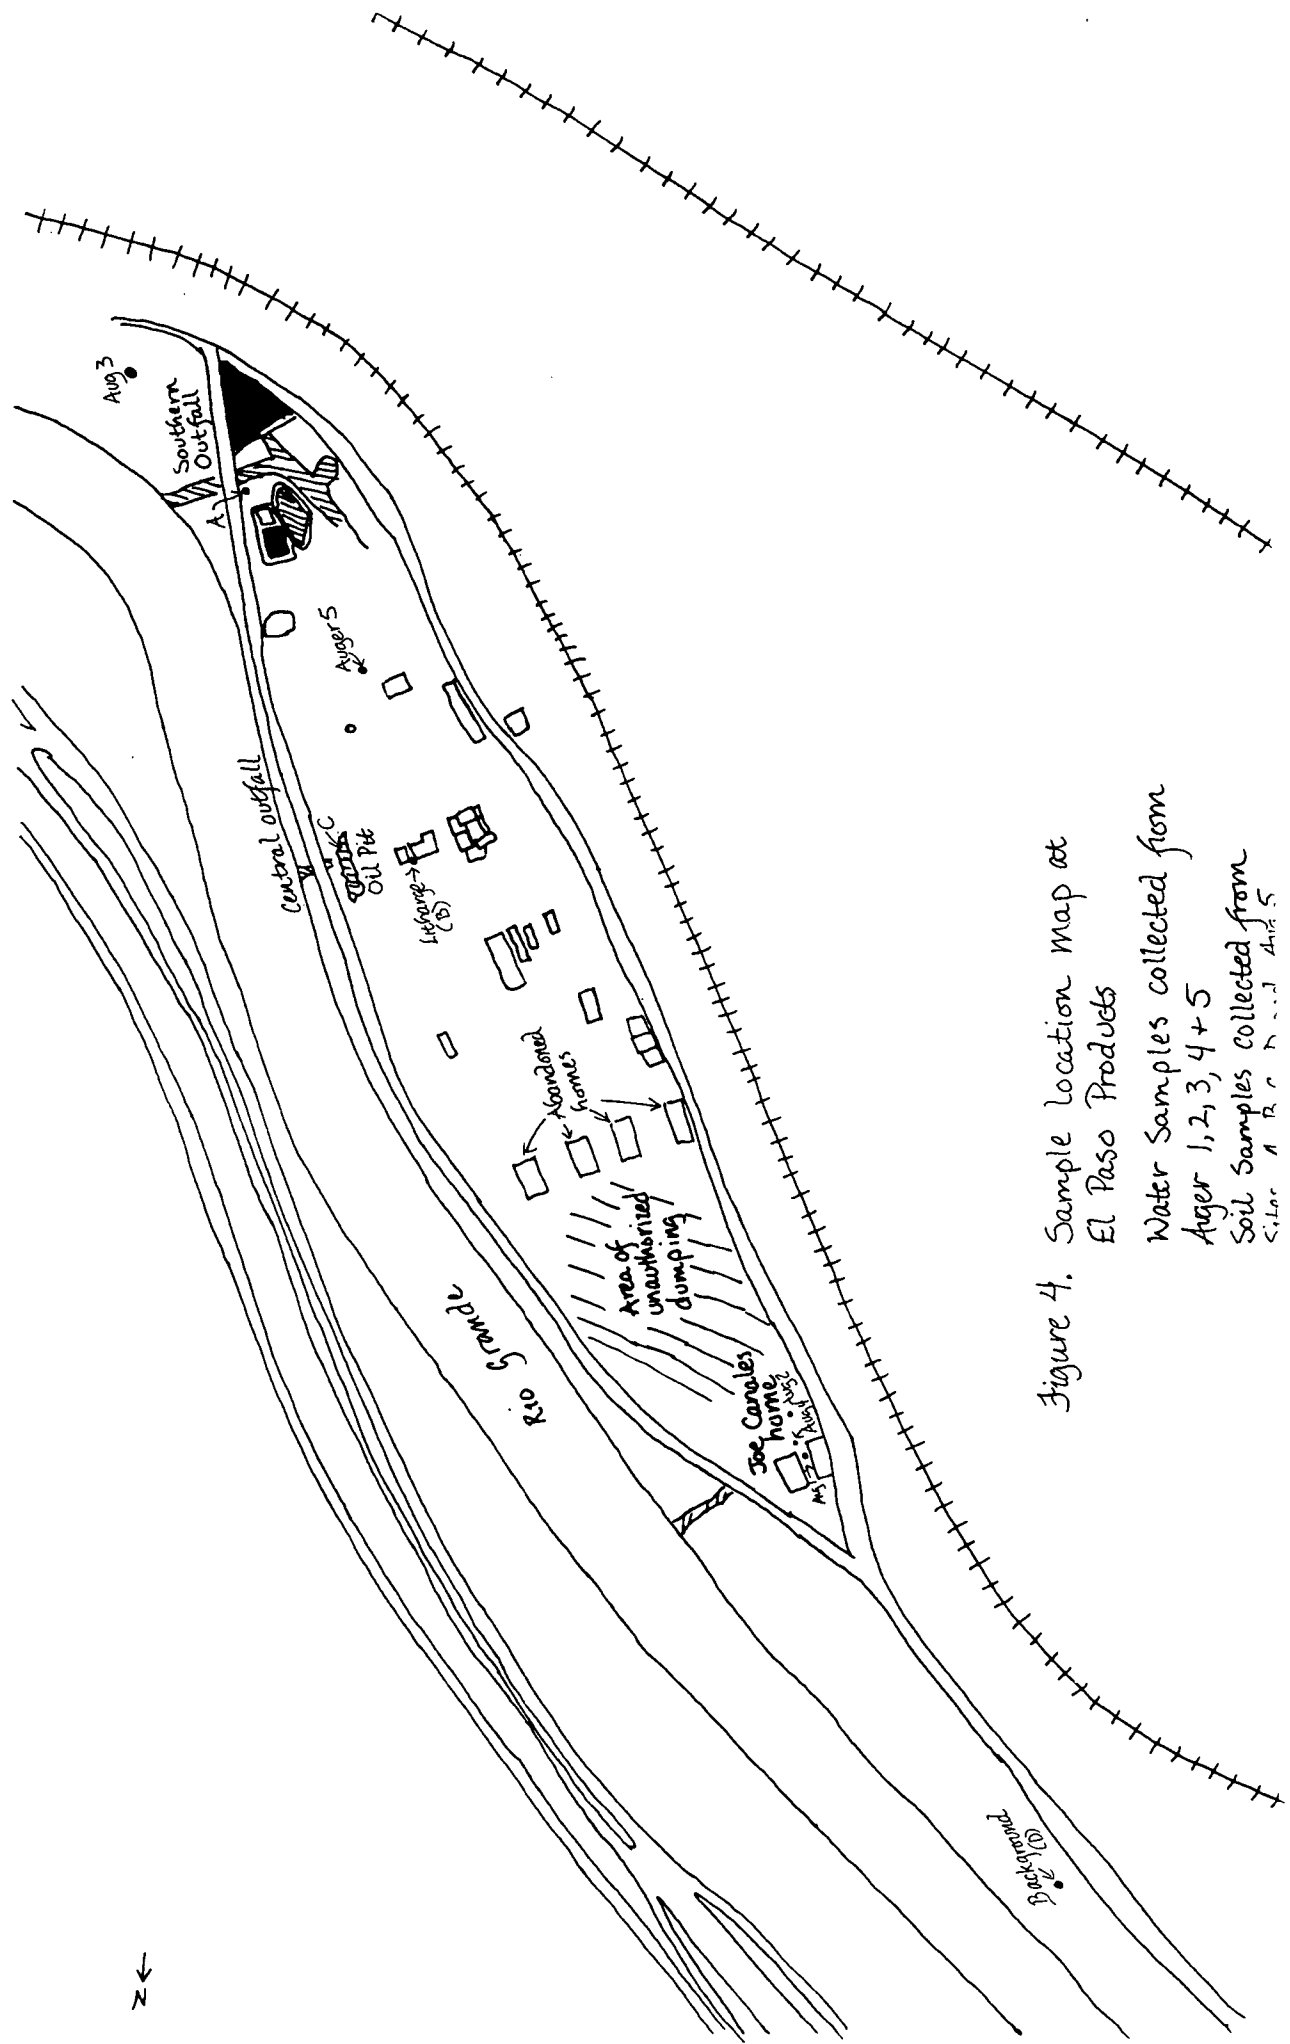 Aug 3
Southern
Outfall
A
Auger 5
Central outfall
C
Oil Pit
Litharge
(B)
Abandoned
homes
Area of
unauthorized
dumping
Rio Grande
Joe Canales
home
Aug 2
Aug 4
Aug 1
Background
(D)
N
Figure 4. Sample Location map at
El Paso Products
Water Samples collected from
Auger 1, 2, 3, 4 + 5
Soil Samples collected from